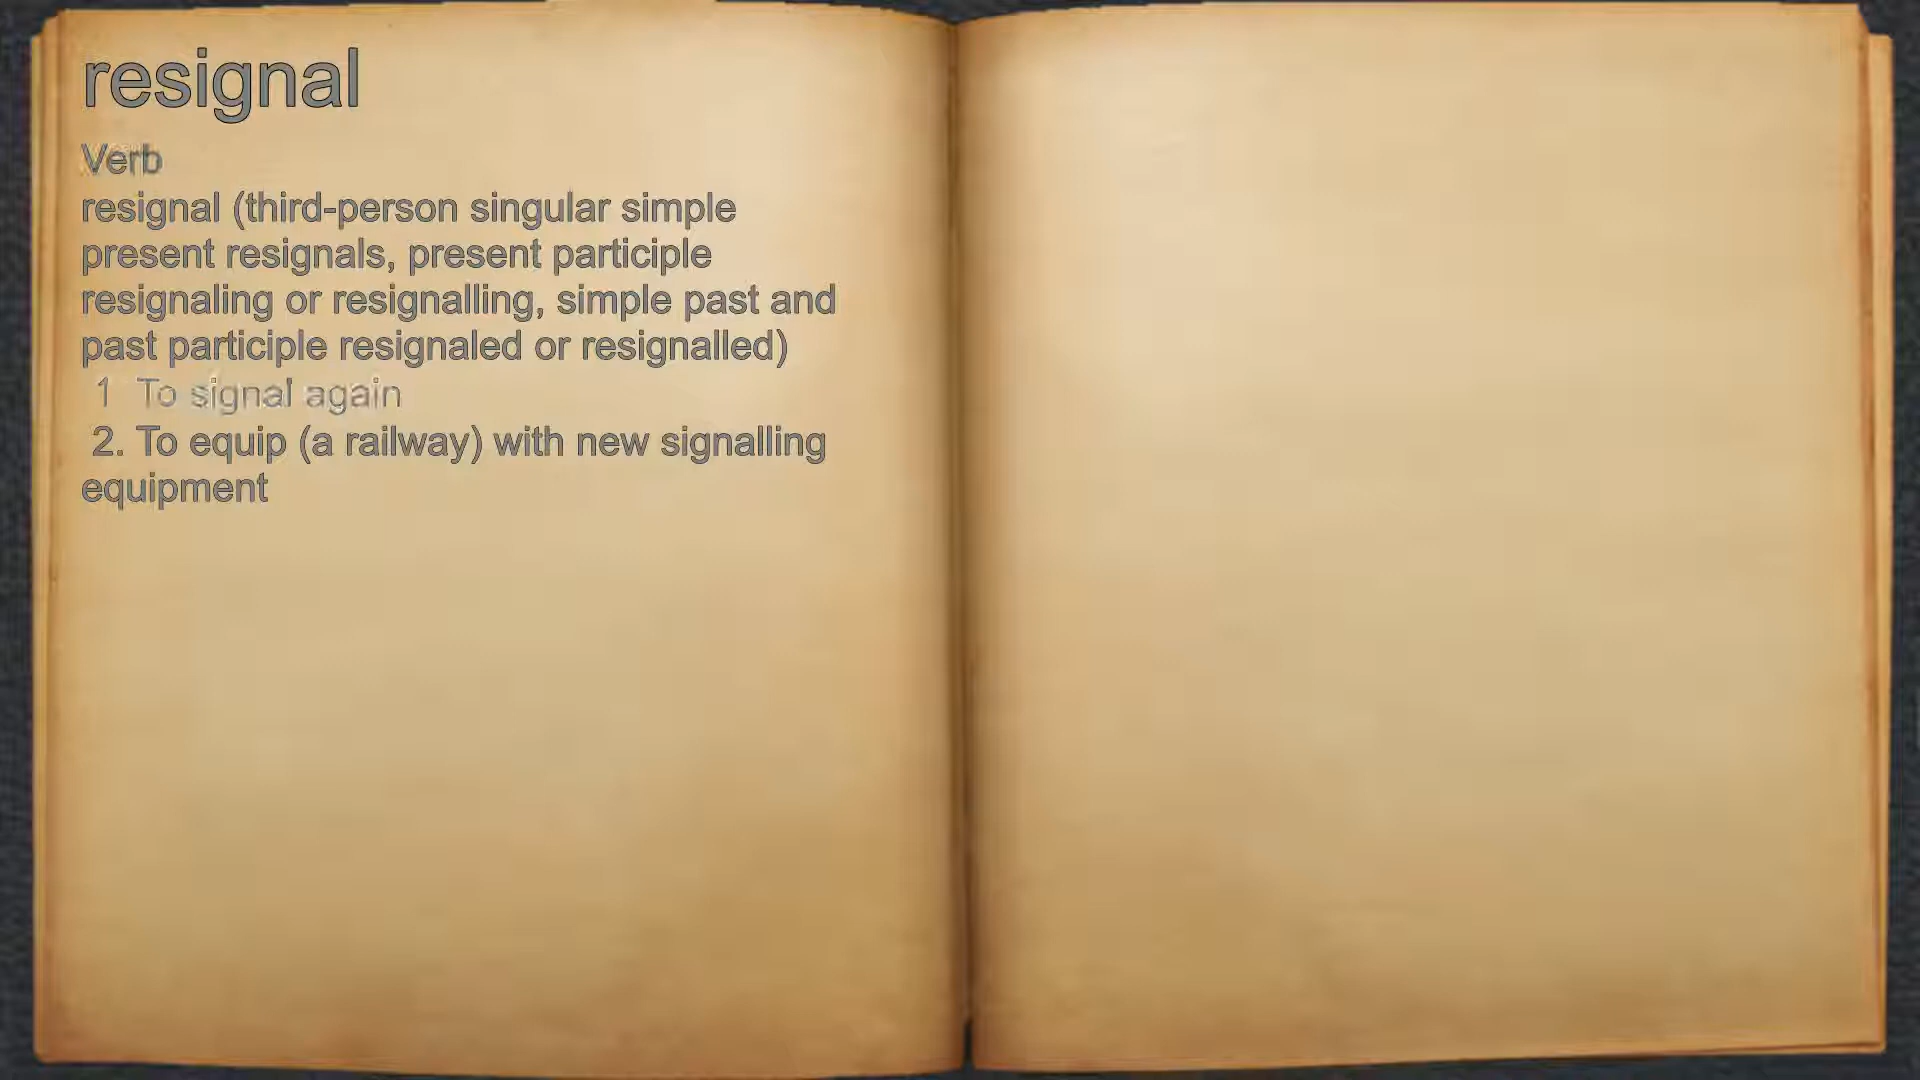 resignal
Verb
resignal (third-person singular simple
present resignals, present participle
resignaling or resignalling, simple past and
past participle resignaled or resignalled)
1 To signal again
2. To equip (a railway) with new signalling
equipment